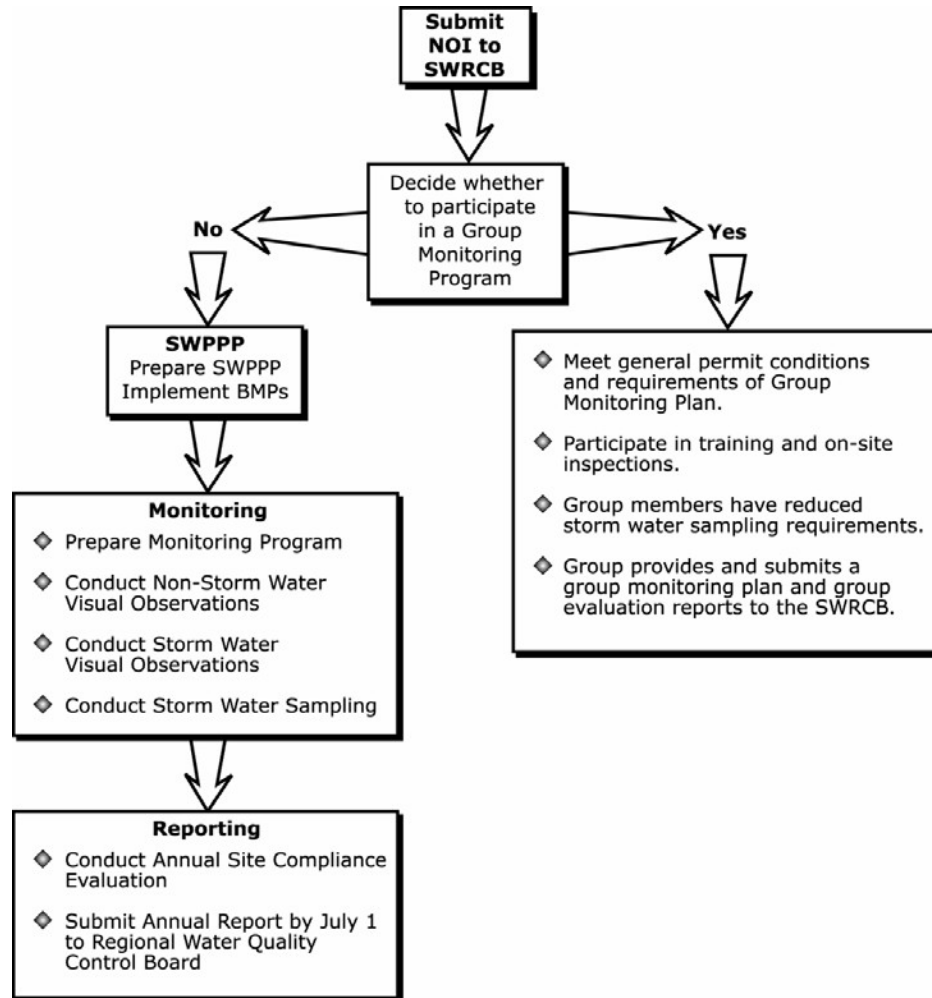 Submit
NOI to
SWRCB
Decide whether
to participate
in a Group
Monitoring
Program
No
Yes
SWPPP
Prepare SWPPP
Implement BMPs
Monitoring
Prepare Monitoring Program
Conduct Non-Storm Water
Visual Observations
Conduct Storm Water
Visual Observations
Conduct Storm Water Sampling
Reporting
Conduct Annual Site Compliance
Evaluation
Submit Annual Report by July 1
to Regional Water Quality
Control Board
Meet general permit conditions
and requirements of Group
Monitoring Plan.
Participate in training and on-site
inspections.
Group members have reduced
storm water sampling requirements.
Group provides and submits a
group monitoring plan and group
evaluation reports to the SWRCB.